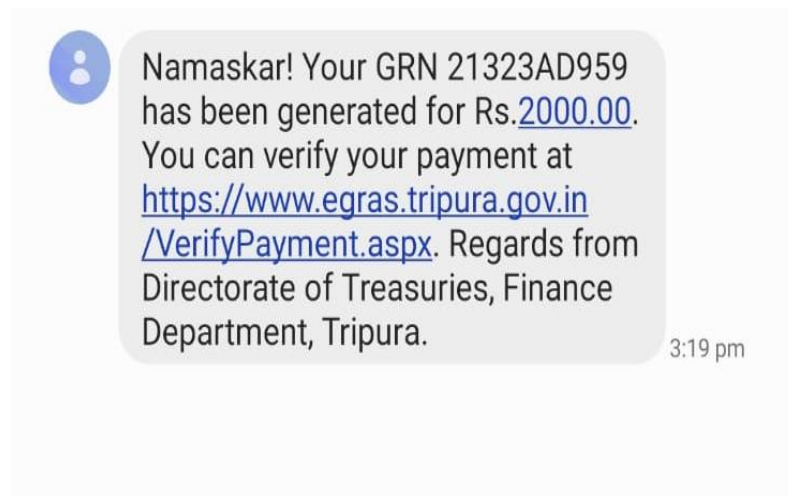 Namaskar! Your GRN 21323AD959
has been generated for Rs.2000.00.
You can verify your payment at
https://www.egras.tripura.gov.in
/VerifyPayment.aspx. Regards from
Directorate of Treasuries, Finance
Department, Tripura.
3:19 pm